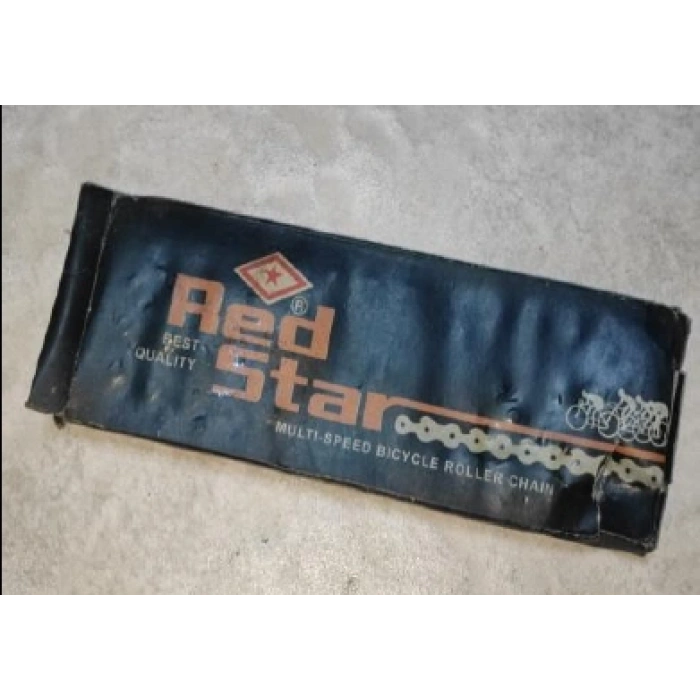 ®
Red
Star
BEST
QUALITY
MULTI-SPEED BICYCLE ROLLER CHAIN